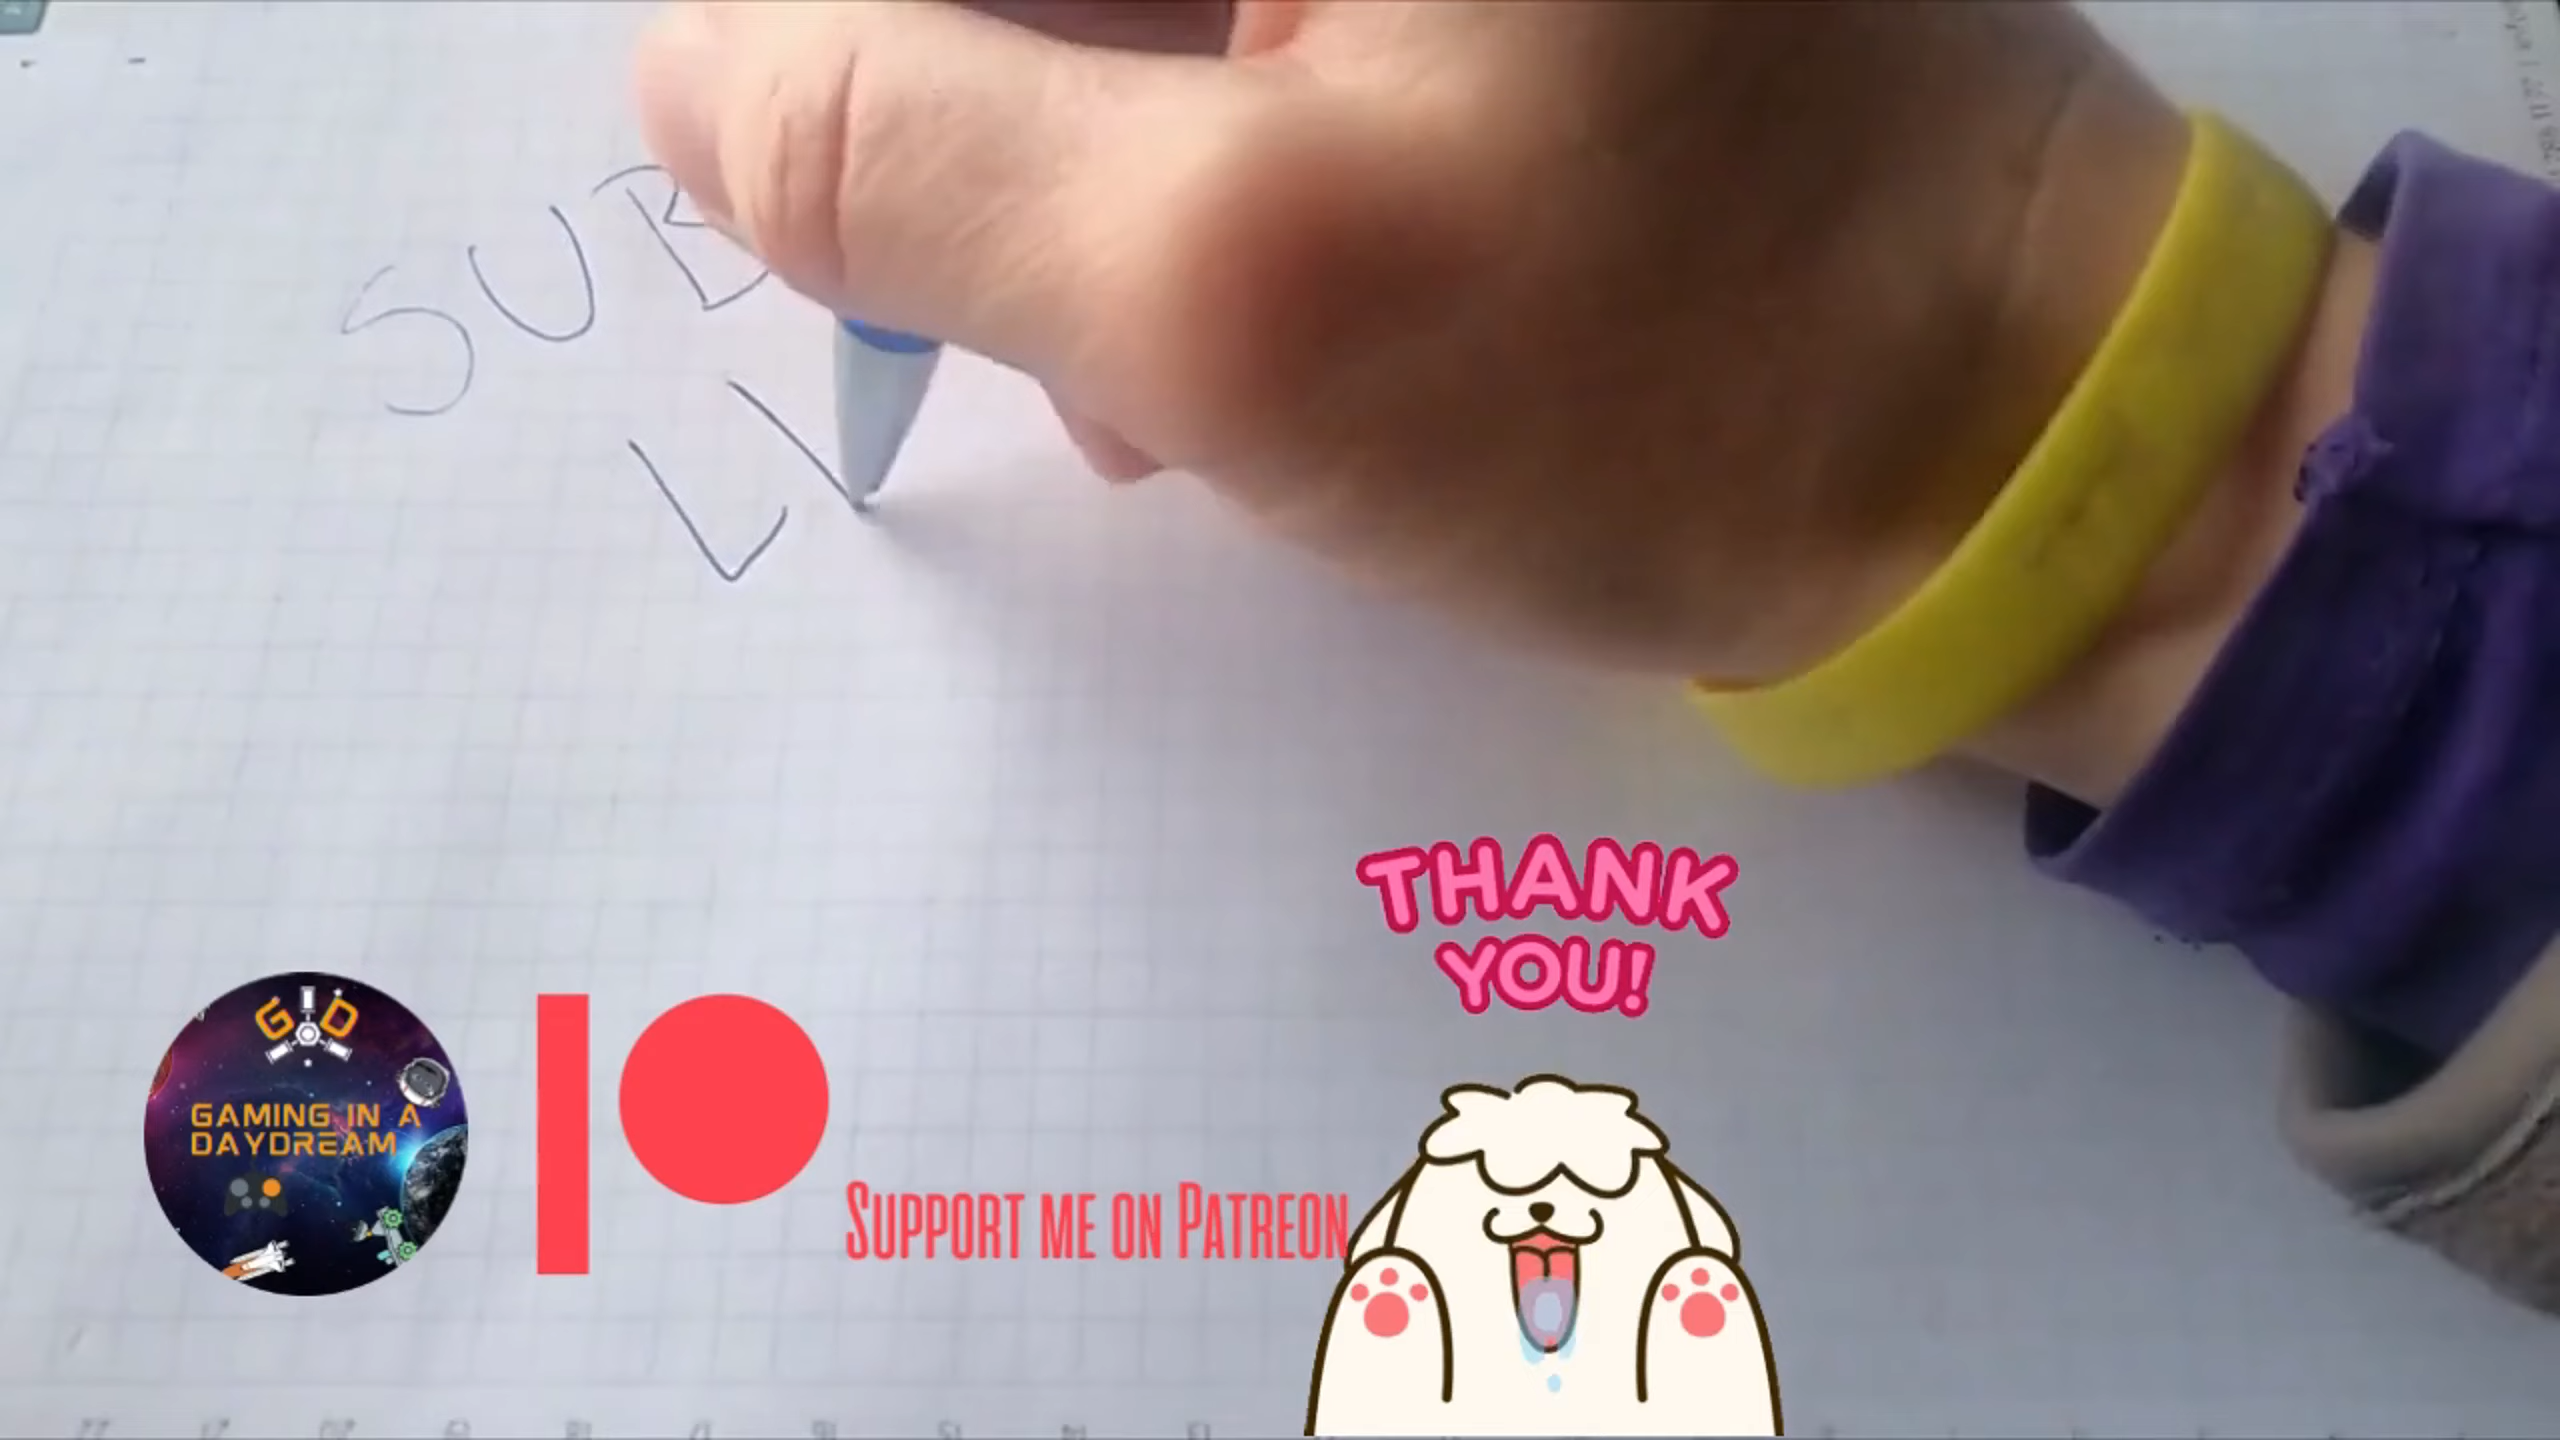 SUB
LI
THANK
YOU!
G D
GAMING IN A
DAYDREAM
SUPPORT ME ON PATREON